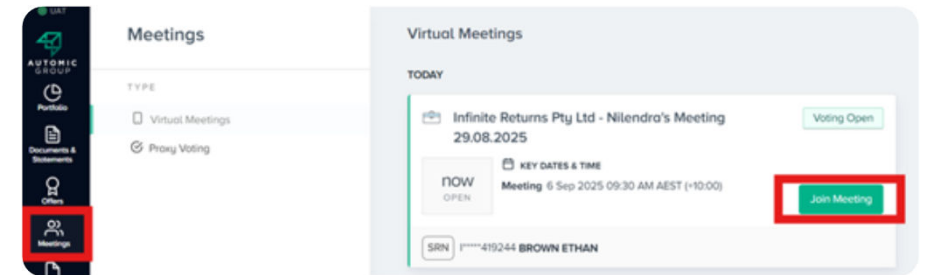 UAT
AUTOMIC
GROUP
Portfolio
Documents &
Statements
Offers
Meetings
Meetings
TYPE
Virtual Meetings
Proxy Voting
Virtual Meetings
TODAY
Infinite Returns Pty Ltd - Nilendra's Meeting
29.08.2025
Voting Open
now
OPEN
KEY DATES & TIME
Meeting 6 Sep 2025 09:30 AM AEST (+10:00)
Join Meeting
SRN I*****419244 BROWN ETHAN